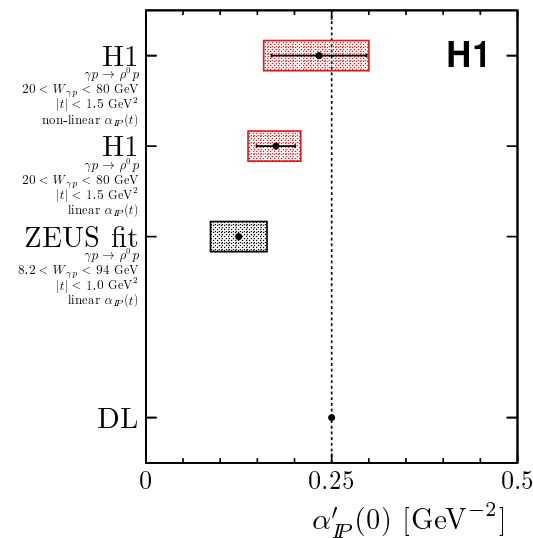 H1
H1
γp → ρ⁰p
20 < W_γp < 80 GeV
|t| < 1.5 GeV²
non-linear α_IP(t)
H1
γp → ρ⁰p
20 < W_γp < 80 GeV
|t| < 1.5 GeV²
linear α_IP(t)
ZEUS fit
γp → ρ⁰p
8.2 < W_γp < 94 GeV
|t| < 1.0 GeV²
linear α_IP(t)
DL
0 0.25 0.5
α′_IP(0) [GeV⁻²]